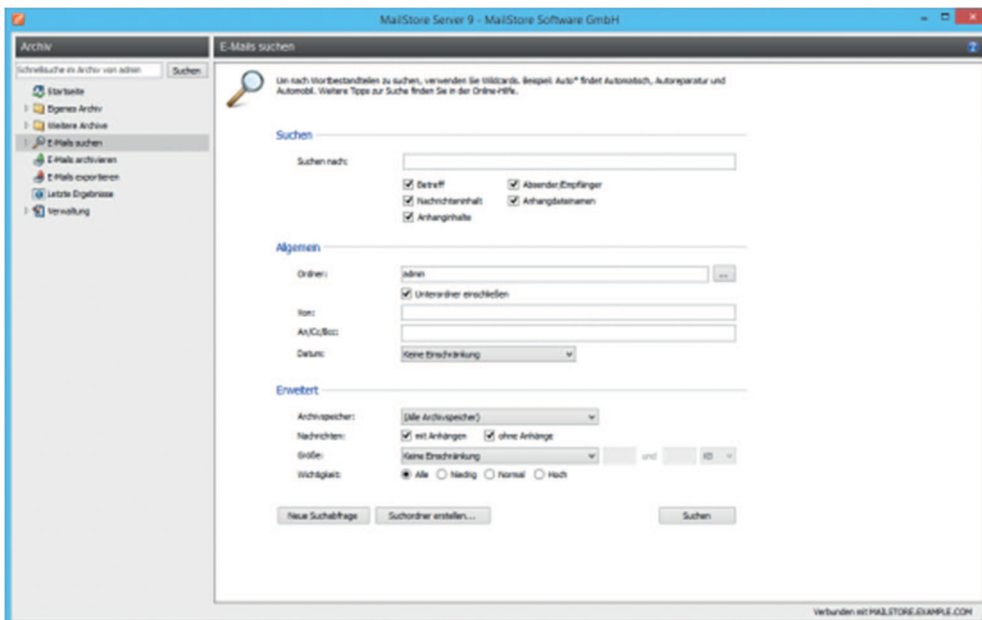 MailStore Server 9 - MailStore Software GmbH
Archiv
E-Mails suchen
Schnellsuche in Archiv von admin
Suchen
Startseite
Eigenes Archiv
Weitere Archive
E-Mails suchen
E-Mails archivieren
E-Mails exportieren
Letzte Ergebnisse
Verwaltung
Um nach Wortbestandteilen zu suchen, verwenden Sie Wildcards. Beispiel: Auto* findet Automatisch, Autoreparatur und
Automobil. Weitere Tipps zur Suche finden Sie in der Online-Hilfe.
Suchen
Suchen nach:
Betreff
Absender/Empfänger
Nachrichteninhalt
Anhangdateinamen
Anhanginhalte
Allgemein
Ordner: admin ...
Unterordner einschließen
Von:
An/Cc/Bcc:
Datum: Keine Einschränkung
Erweitert
Archivspeicher: (Alle Archivspeicher)
Nachrichten: mit Anhängen ohne Anhänge
Größe: Keine Einschränkung und KB
Wichtigkeit: Alle Niedrig Normal Hoch
Neue Suchabfrage
Suchordner erstellen...
Suchen
Verbunden mit MAILSTORE.EXAMPLE.COM